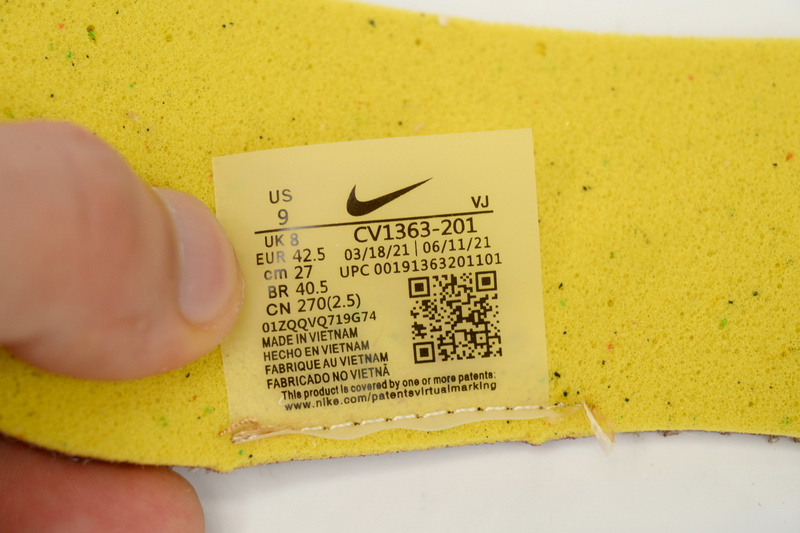 US
9
VJ
UK 8
EUR 42.5
cm 27
BR 40.5
CN 270(2.5)
CV1363-201
03/18/21 | 06/11/21
UPC 00191363201101
01ZQQVQ719G74
MADE IN VIETNAM
HECHO EN VIETNAM
FABRIQUE AU VIETNAM
FABRICADO NO VIETNÃ
This product is covered by one or more patents:
www.nike.com/patentsvirtualmarking